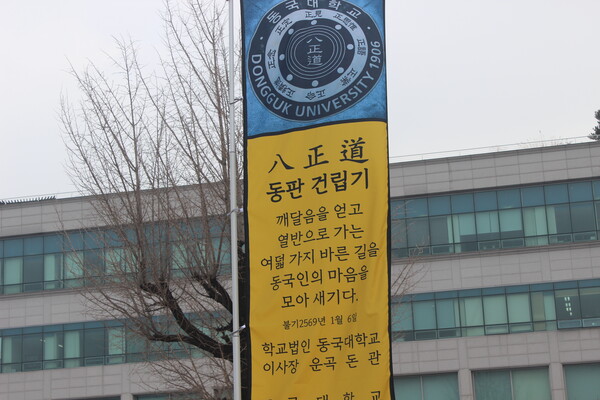 동국대학교
DONGGUK UNIVERSITY 1906
正見
八正道
八正道
동판 건립기
깨달음을 얻고
열반으로 가는
여덟 가지 바른 길을
동국인의 마음을
모아 새기다.
불기2569년 1월 6일
학교법인 동국대학교
이사장 운곡 돈 관